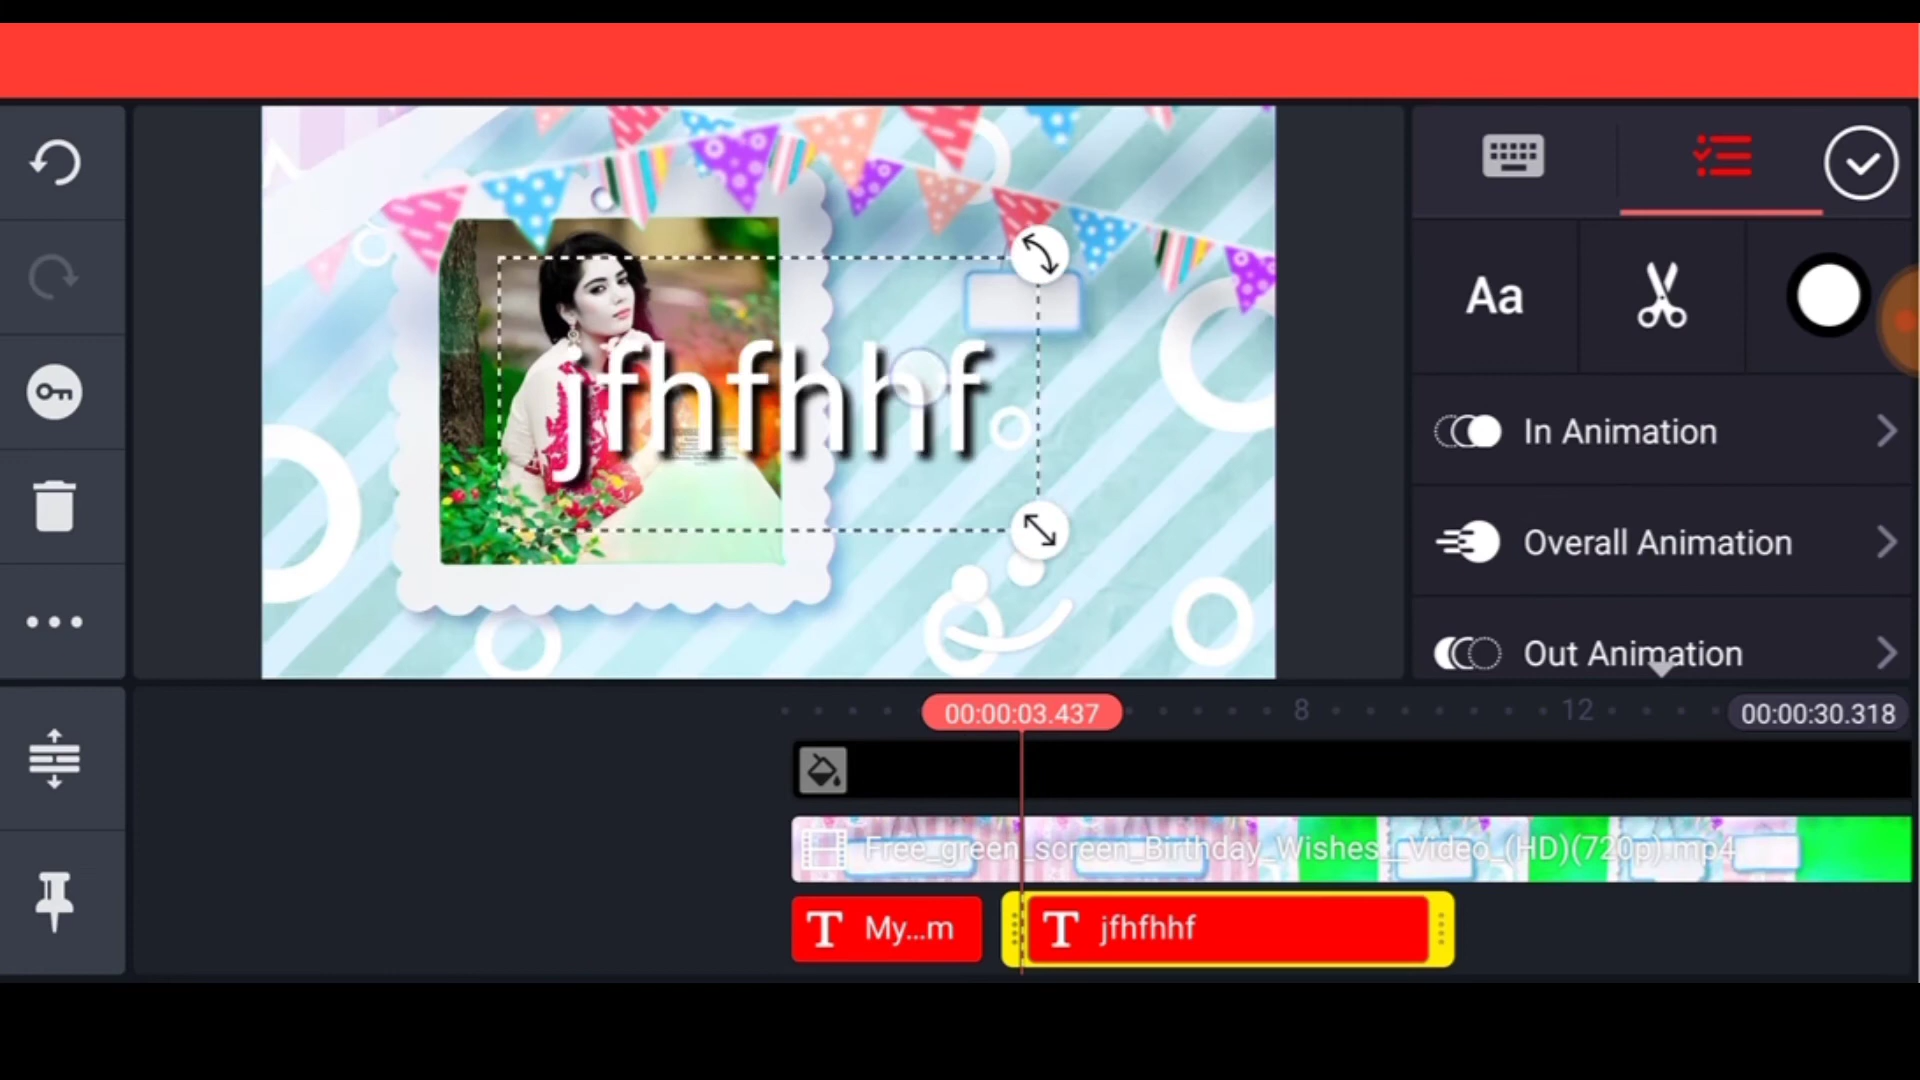 jfhfhhf
Aa
In Animation
Overall Animation
Out Animation
00:00:03.437
8
12
00:00:30.318
Free_green_screen_Birthday_Wishes_Video_(HD)(720p).mp4
T My...m
T jfhfhhf